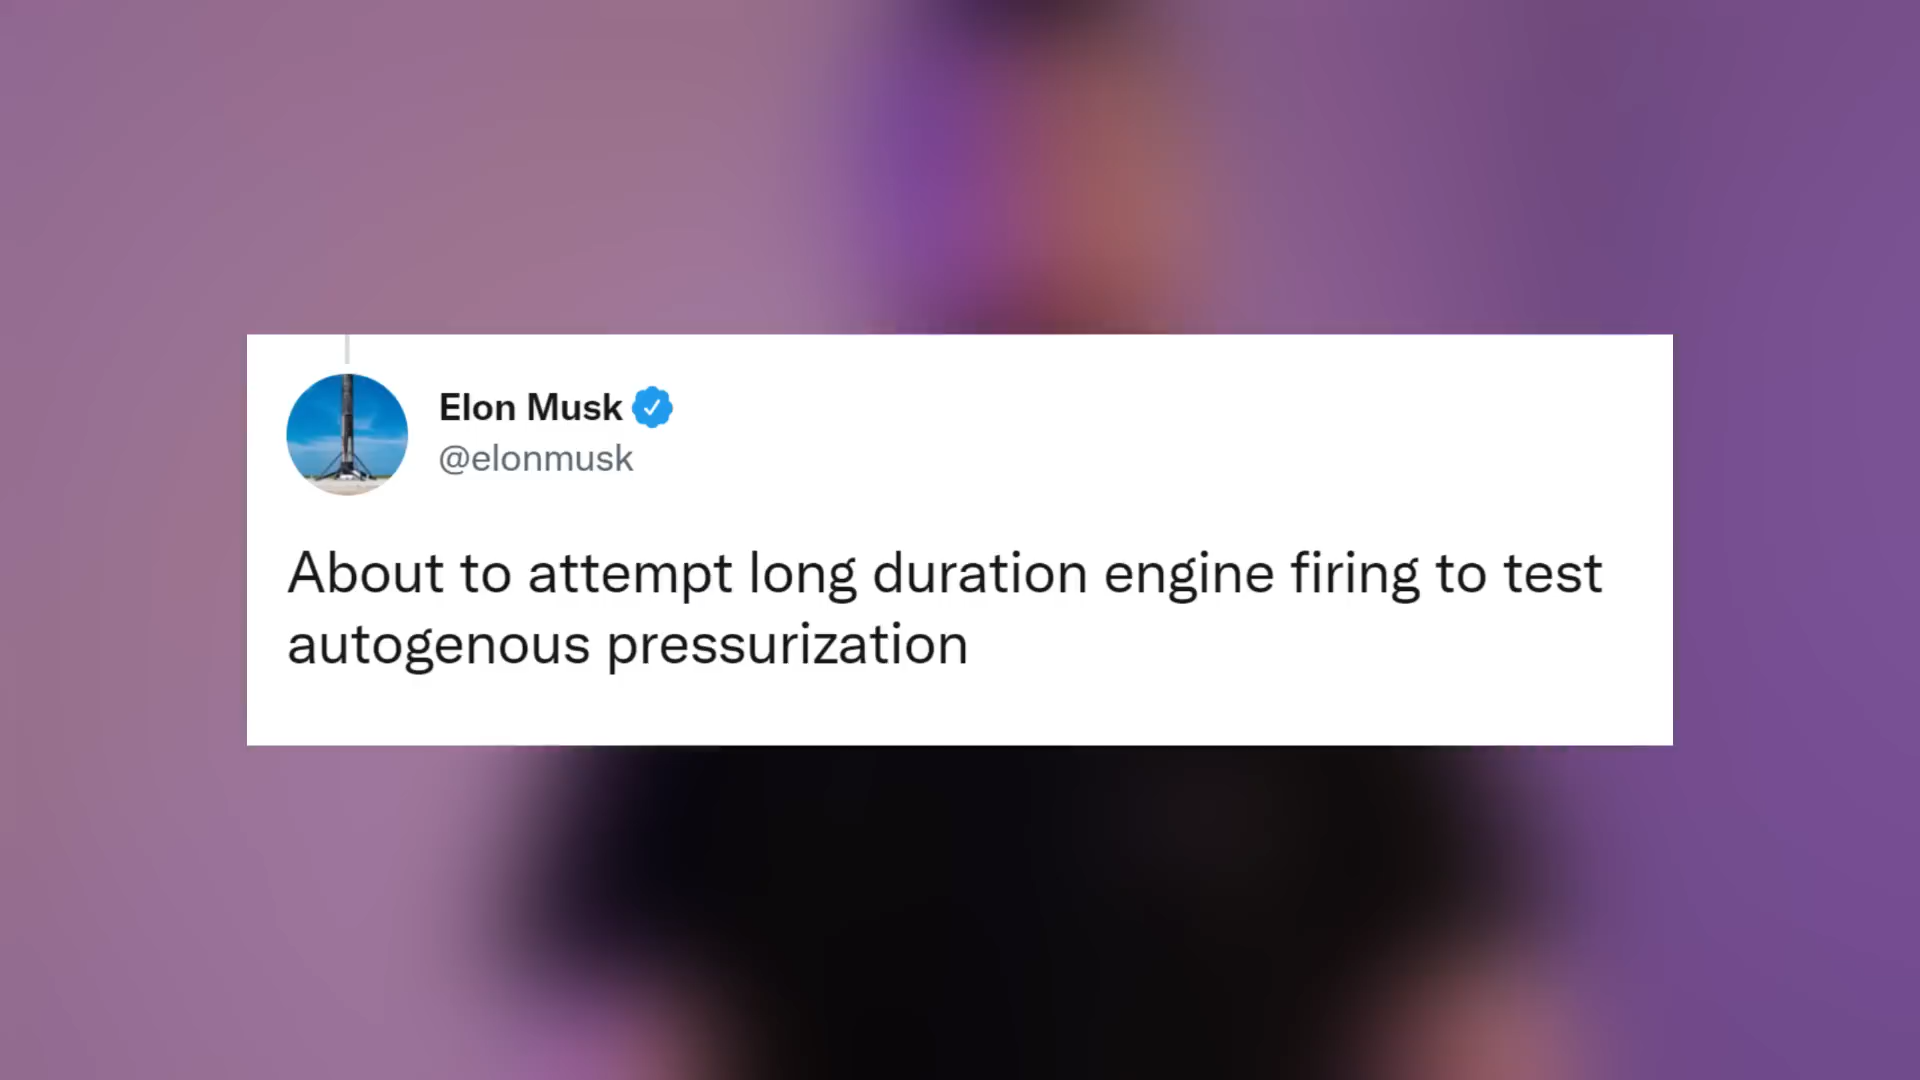 Elon Musk
@elonmusk
About to attempt long duration engine firing to test
autogenous pressurization